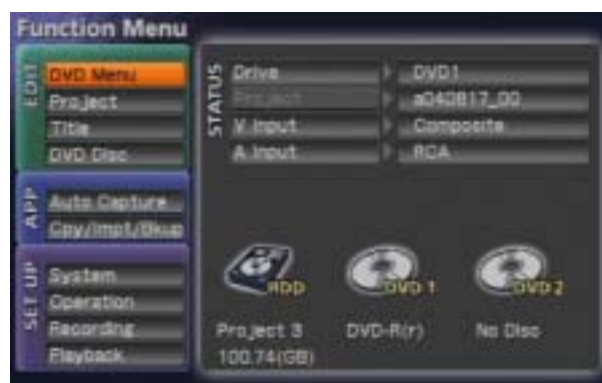 Function Menu
EDIT
DVD Menu
Project
Title
DVD Disc
APP
Auto Capture
Cpy/Impt/Bkup
SET UP
System
Operation
Recording
Playback
STATUS
Drive DVD1
Project a040817_00
V Input Composite
A Input RCA
HDD
DVD 1
DVD 2
Project 3
DVD-R(r)
No Disc
100.74(GB)